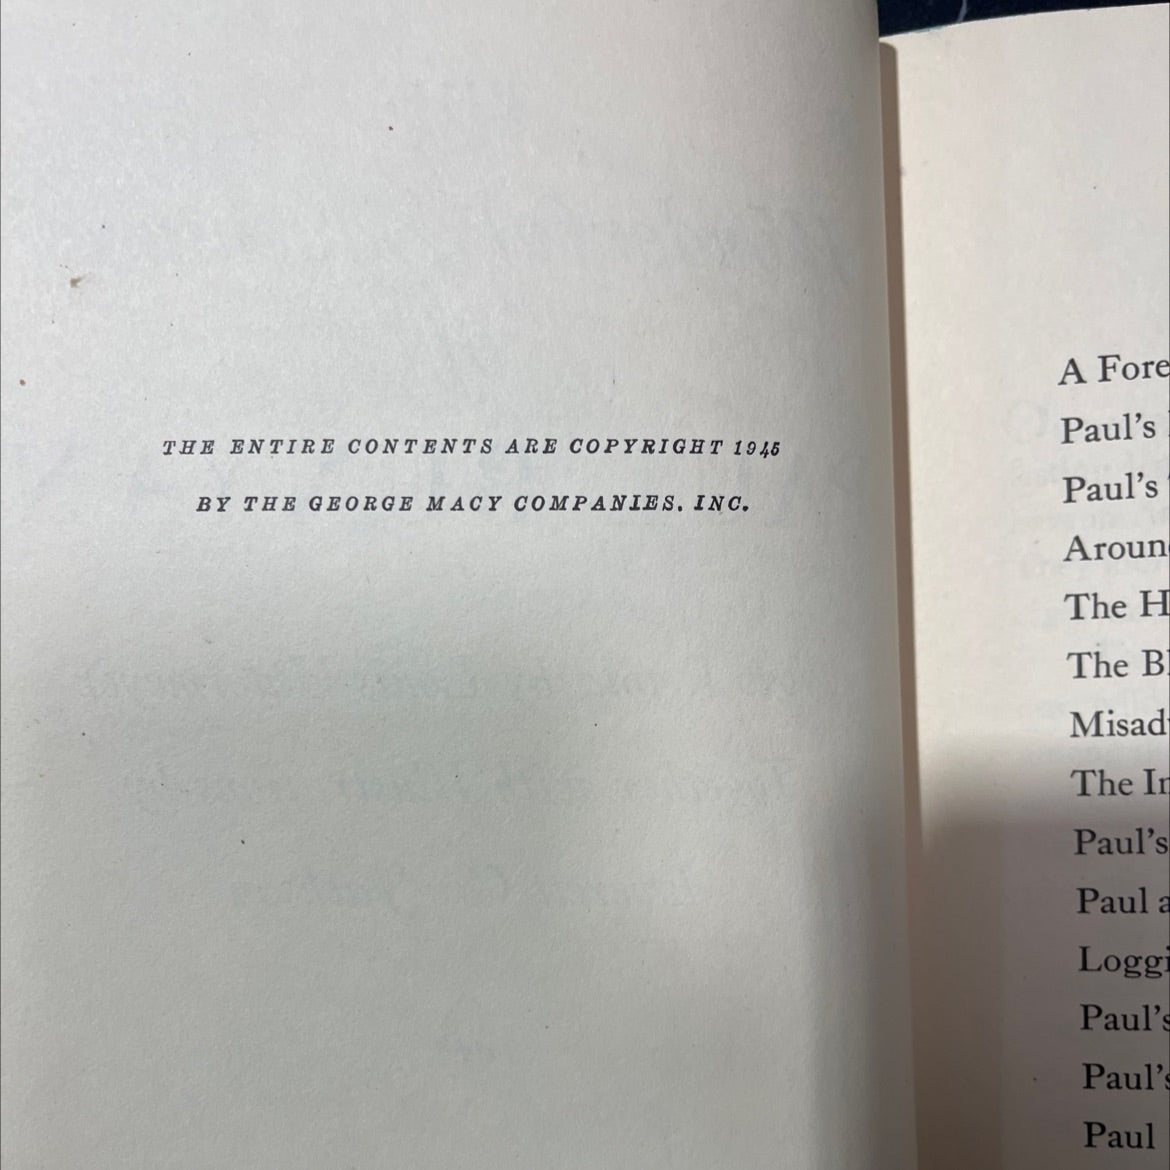 THE ENTIRE CONTENTS ARE COPYRIGHT 1945
BY THE GEORGE MACY COMPANIES, INC.
A Fore
Paul's
Paul's
Aroun
The H
The Bl
Misad
The In
Paul's
Paul a
Loggi
Paul's
Paul's
Paul